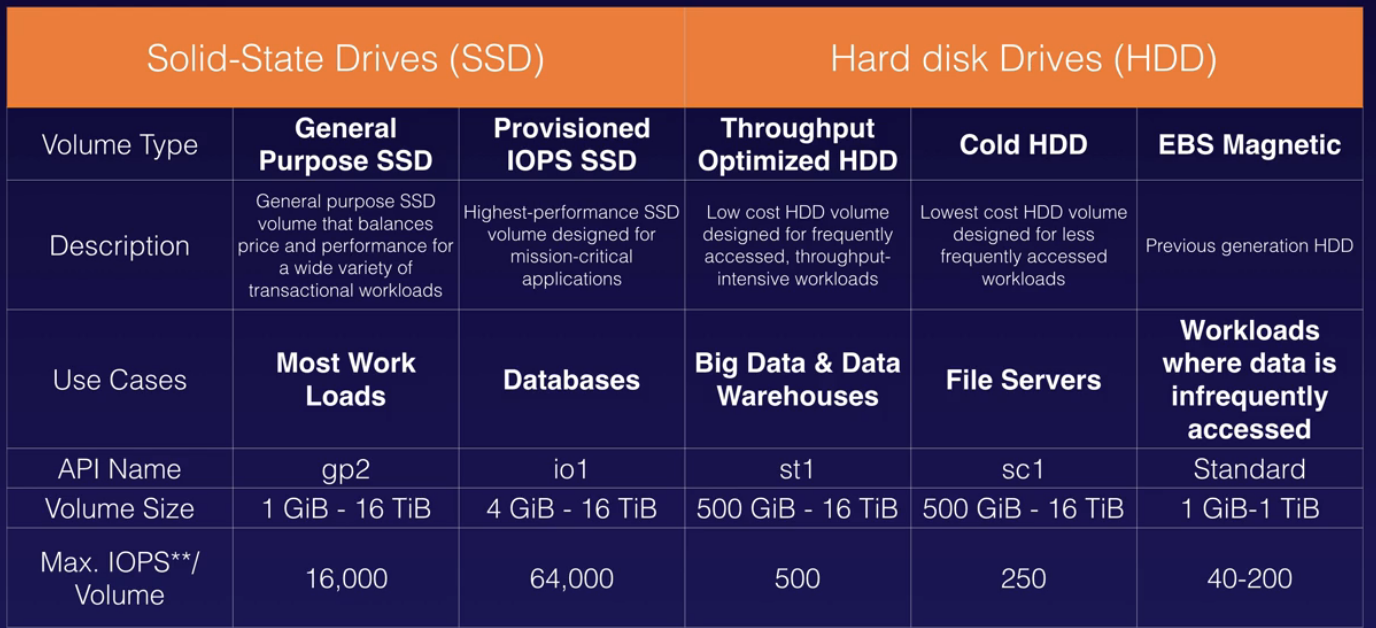 Solid-State Drives (SSD)
Hard disk Drives (HDD)
Volume Type
General
Purpose SSD
Provisioned
IOPS SSD
Throughput
Optimized HDD
Cold HDD
EBS Magnetic
Description
General purpose SSD
volume that balances
price and performance for
a wide variety of
transactional workloads
Highest-performance SSD
volume designed for
mission-critical
applications
Low cost HDD volume
designed for frequently
accessed, throughput-
intensive workloads
Lowest cost HDD volume
designed for less
frequently accessed
workloads
Previous generation HDD
Use Cases
Most Work
Loads
Databases
Big Data & Data
Warehouses
File Servers
Workloads
where data is
infrequently
accessed
API Name
gp2
io1
st1
sc1
Standard
Volume Size
1 GiB - 16 TiB
4 GiB - 16 TiB
500 GiB - 16 TiB
500 GiB - 16 TiB
1 GiB-1 TiB
Max. IOPS**/
Volume
16,000
64,000
500
250
40-200